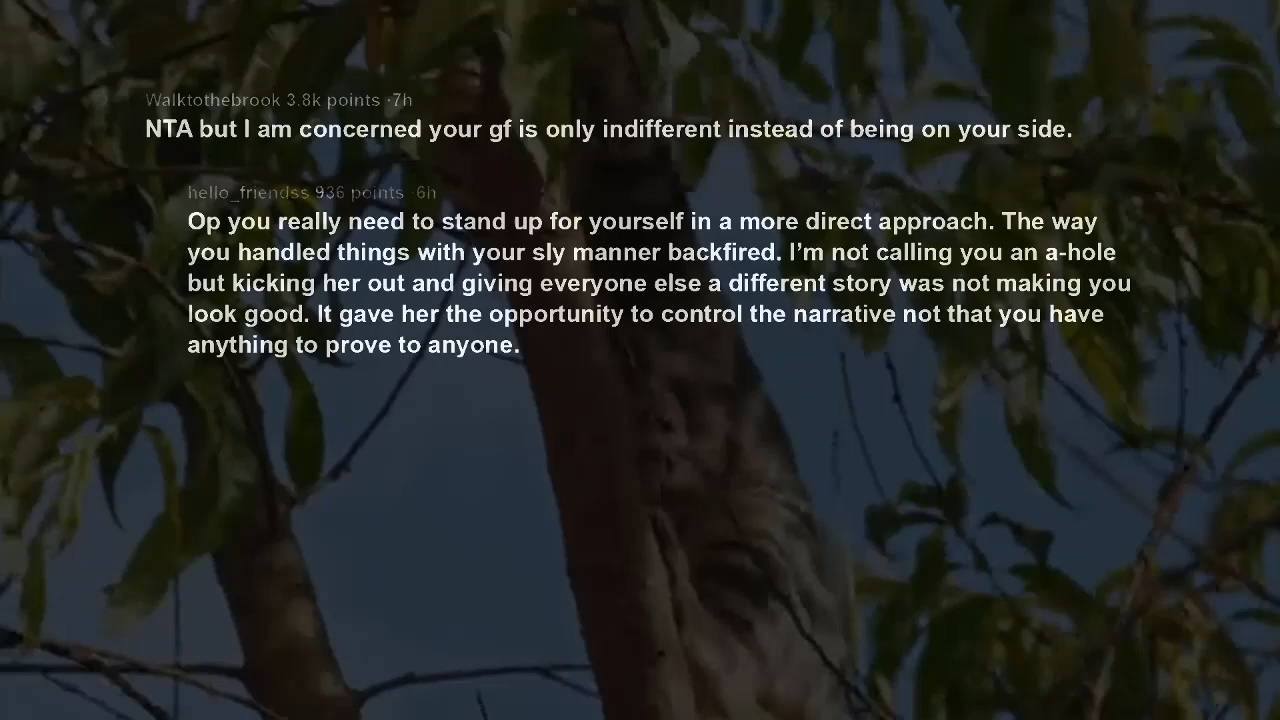 Walktothebrook 3.8k points ·7h
NTA but I am concerned your gf is only indifferent instead of being on your side.
hello_friendss 936 points ·6h
Op you really need to stand up for yourself in a more direct approach. The way
you handled things with your sly manner backfired. I’m not calling you an a-hole
but kicking her out and giving everyone else a different story was not making you
look good. It gave her the opportunity to control the narrative not that you have
anything to prove to anyone.